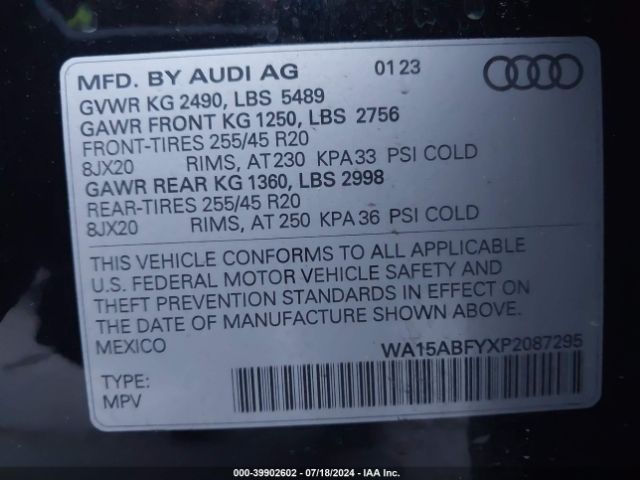 MFD. BY AUDI AG 01 23
GVWR KG 2490, LBS 5489
GAWR FRONT KG 1250, LBS 2756
FRONT-TIRES 255/45 R20
8JX20 RIMS, AT 230 KPA 33 PSI COLD
GAWR REAR KG 1360, LBS 2998
REAR-TIRES 255/45 R20
8JX20 RIMS, AT 250 KPA 36 PSI COLD
THIS VEHICLE CONFORMS TO ALL APPLICABLE
U.S. FEDERAL MOTOR VEHICLE SAFETY AND
THEFT PREVENTION STANDARDS IN EFFECT ON
THE DATE OF MANUFACTURE SHOWN ABOVE.
MEXICO WA15ABFYXP2087295
TYPE:
MPV
000-39902602 / 07/18/2024 - IAAI.COM